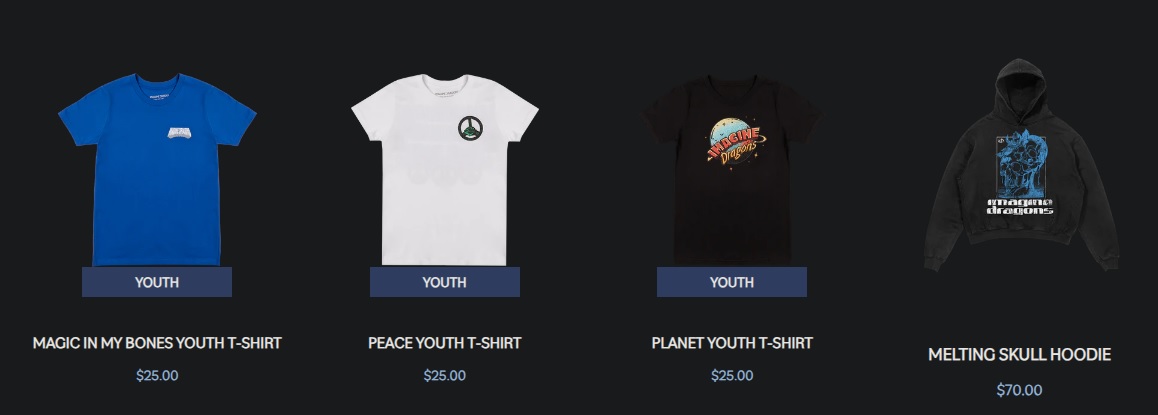 IMAGINE
Dragons
imagine
dragons
YOUTH
YOUTH
YOUTH
MAGIC IN MY BONES YOUTH T-SHIRT
PEACE YOUTH T-SHIRT
PLANET YOUTH T-SHIRT
MELTING SKULL HOODIE
$25.00
$25.00
$25.00
$70.00